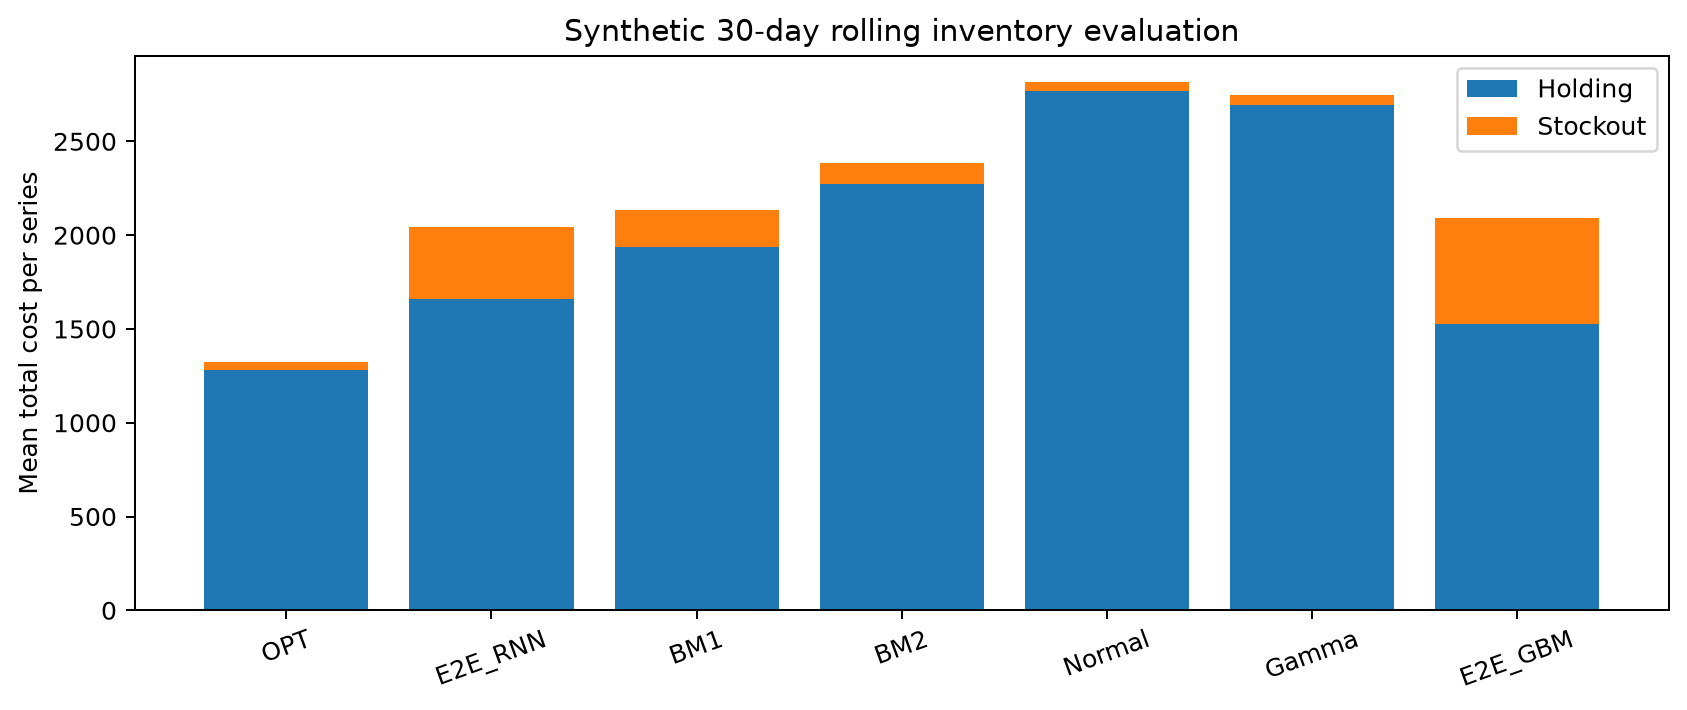 Synthetic 30-day rolling inventory evaluation
Mean total cost per series
2500
2000
1500
1000
500
0
Holding
Stockout
OPT
E2E_RNN
BM1
BM2
Normal
Gamma
E2E_GBM